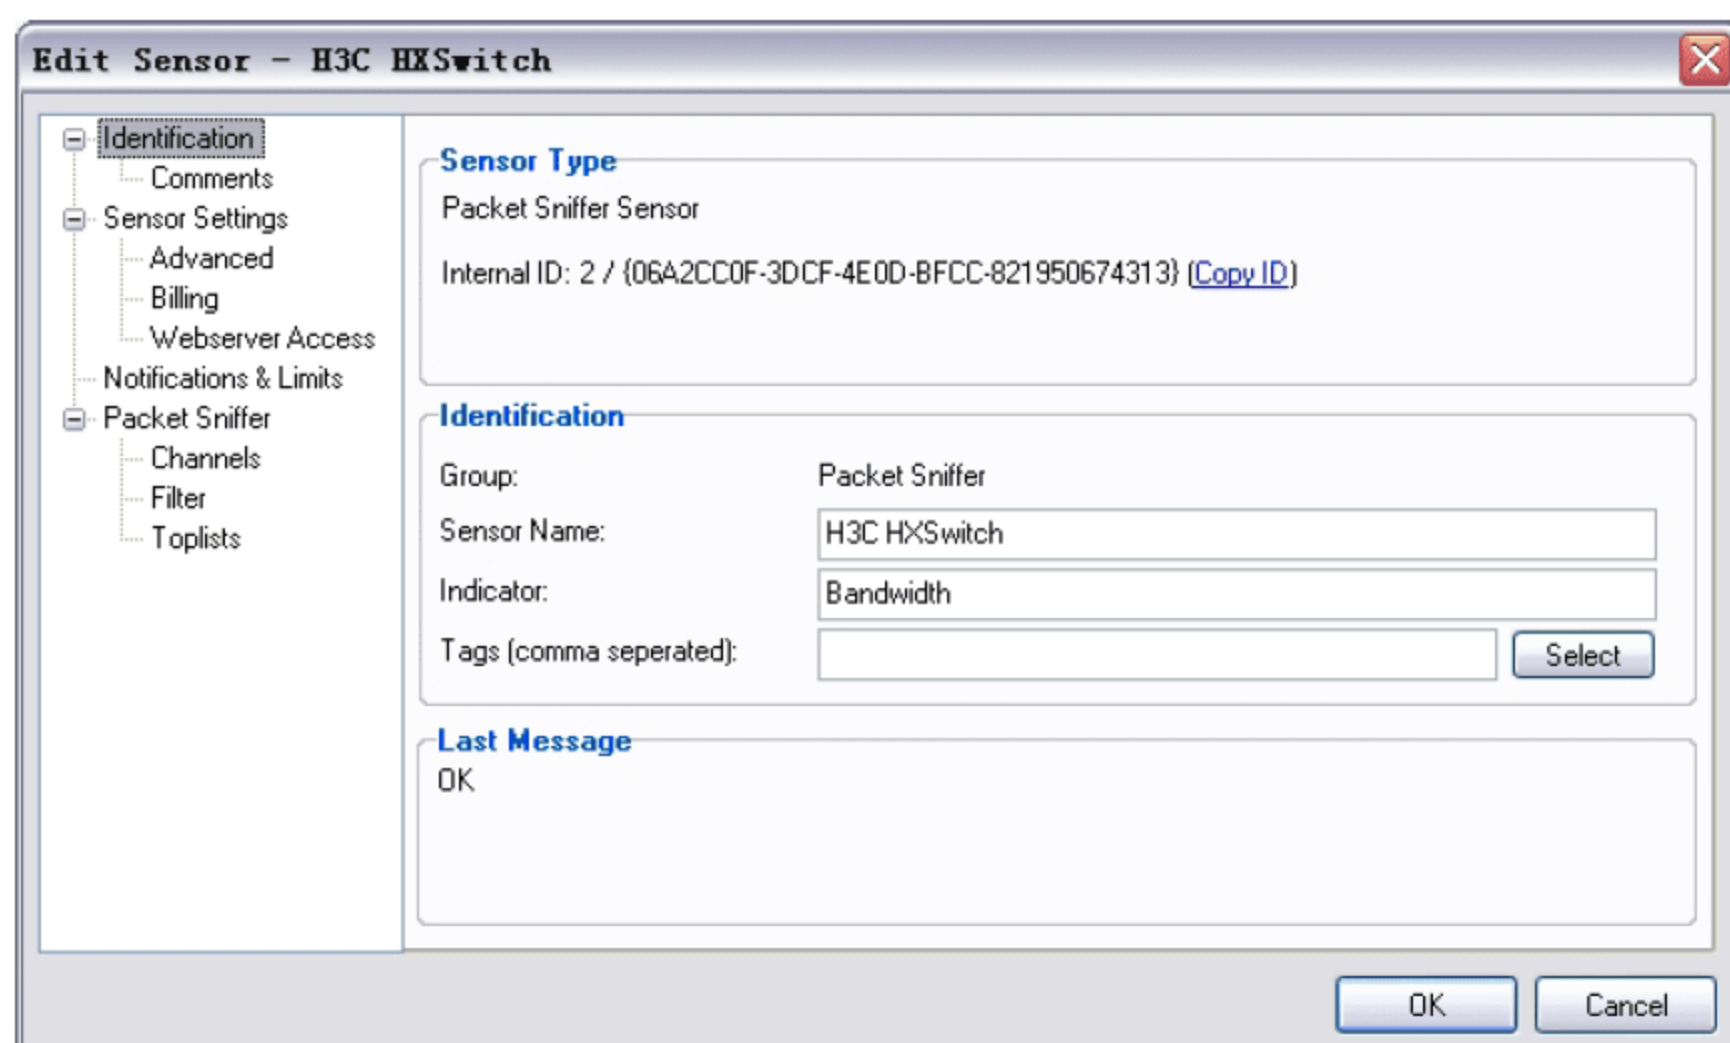 Edit Sensor - H3C HXSwitch
Identification
Comments
Sensor Settings
Advanced
Billing
Webserver Access
Notifications & Limits
Packet Sniffer
Channels
Filter
Toplists
Sensor Type
Packet Sniffer Sensor
Internal ID: 2 / {06A2CC0F-3DCF-4E0D-BFCC-821950674313} (Copy ID)
Identification
Group: Packet Sniffer
Sensor Name: H3C HXSwitch
Indicator: Bandwidth
Tags (comma seperated): Select
Last Message
OK
OK Cancel